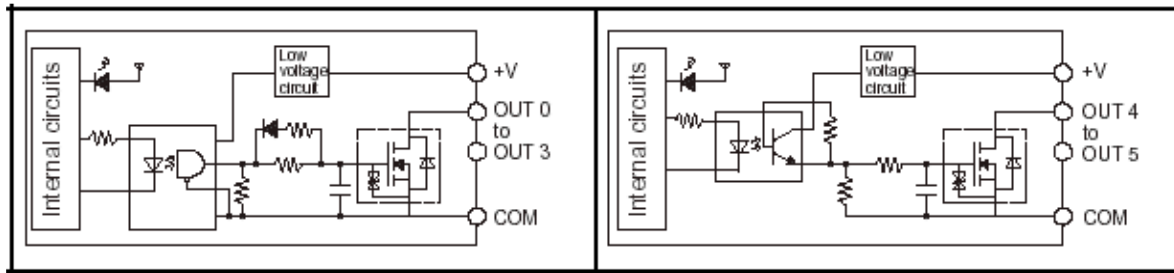 Internal circuits
Low
voltage
circuit
+V
OUT 0
to
OUT 3
COM
Internal circuits
Low
voltage
circuit
+V
OUT 4
to
OUT 5
COM